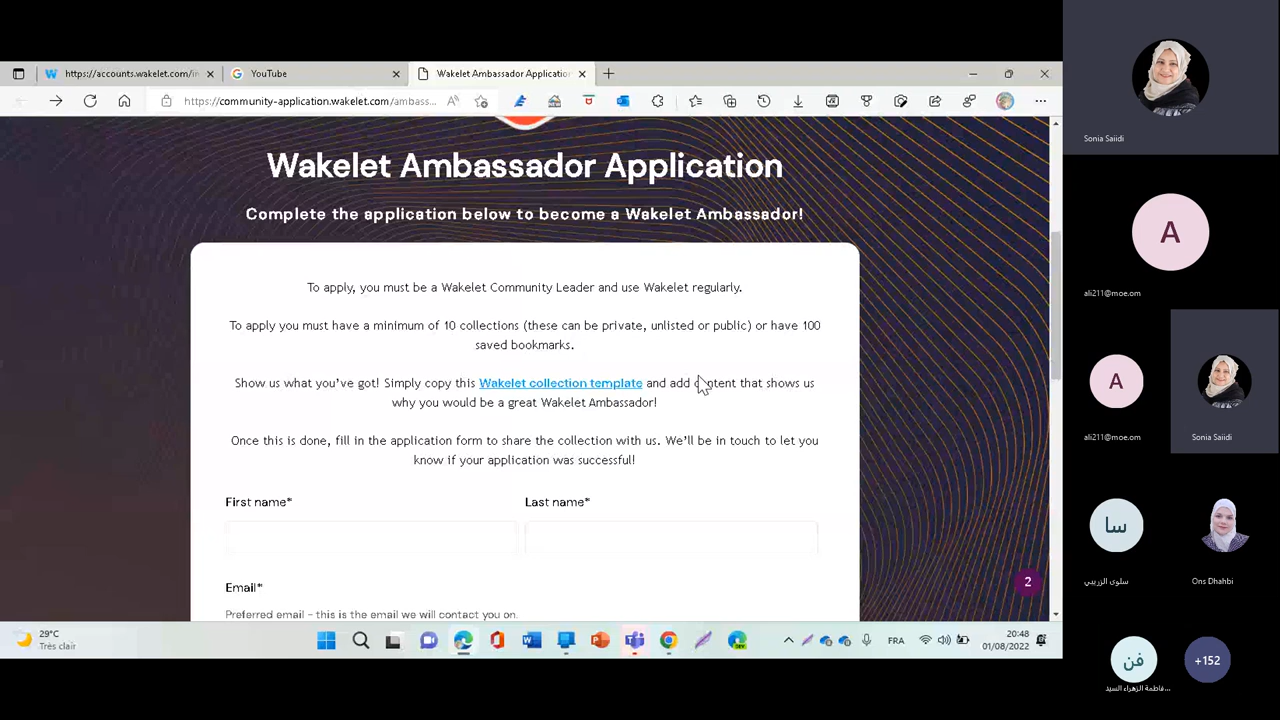 https://accounts.wakelet.com/in
YouTube
Wakelet Ambassador Application
https://community-application.wakelet.com/ambass...
Wakelet Ambassador Application
Complete the application below to become a Wakelet Ambassador!
To apply, you must be a Wakelet Community Leader and use Wakelet regularly.
To apply you must have a minimum of 10 collections (these can be private, unlisted or public) or have 100
saved bookmarks.
Show us what you've got! Simply copy this Wakelet collection template and add content that shows us
why you would be a great Wakelet Ambassador!
Once this is done, fill in the application form to share the collection with us. We'll be in touch to let you
know if your application was successful!
First name*
Last name*
Email*
Preferred email - this is the email we will contact you on.
2
29°C
Très clair
FRA
20:48
01/08/2022
Sonia Saiidi
A
ali211@moe.om
A
ali211@moe.om
Sonia Saiidi
سا
سلوى الزريبي
Ons Dhahbi
فن
فاطمة الزهراء السيد...
+152